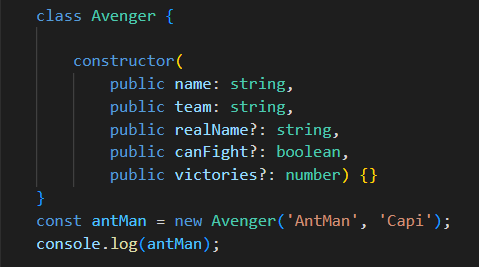 class Avenger {
constructor(
public name: string,
public team: string,
public realName?: string,
public canFight?: boolean,
public victories?: number) {}
}
const antMan = new Avenger('AntMan', 'Capi');
console.log(antMan);